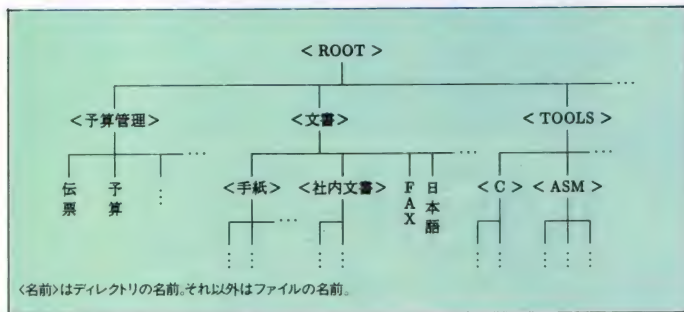 < ROOT >
<予算管理> <文書> < TOOLS >
伝票 予算 <手紙> <社内文書> FAX 日本語 < C > < ASM >
<名前>はディレクトリの名前。それ以外はファイルの名前。